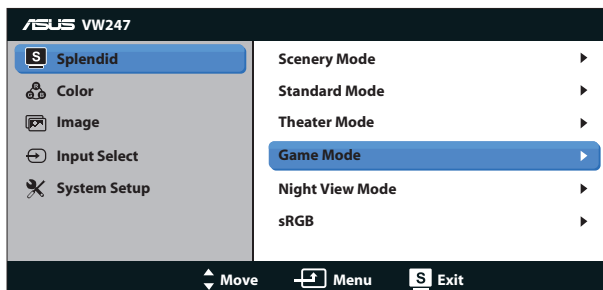 ASUS VW247
S Splendid
Color
Image
Input Select
System Setup
Scenery Mode
Standard Mode
Theater Mode
Game Mode
Night View Mode
sRGB
Move Menu S Exit